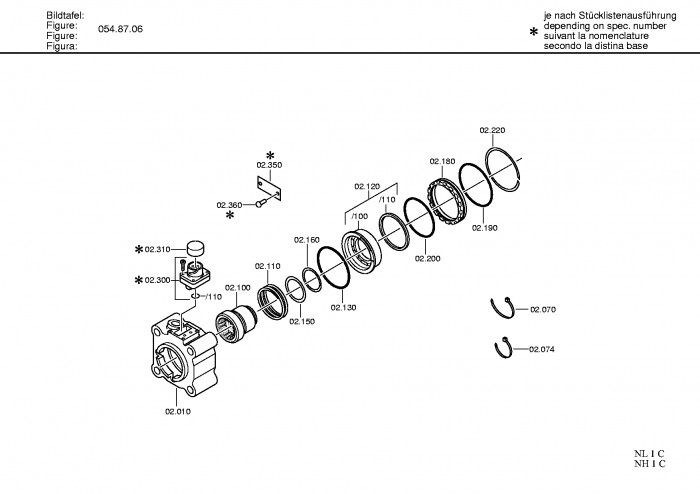 Bildtafel:
Figure:
Figure:
Figura:
054.87.06
je nach Stücklistenausführung
depending on spec. number
suivant la nomenclature
secondo la distina base
*
02.220
*
02.350
02.180
02.120
/110
02.360
*
/100
02.190
02.160
02.200
* 02.310
02.110
* 02.300
02.100
/110
02.130
02.150
02.070
02.074
02.010
NL 1 C
NH 1 C